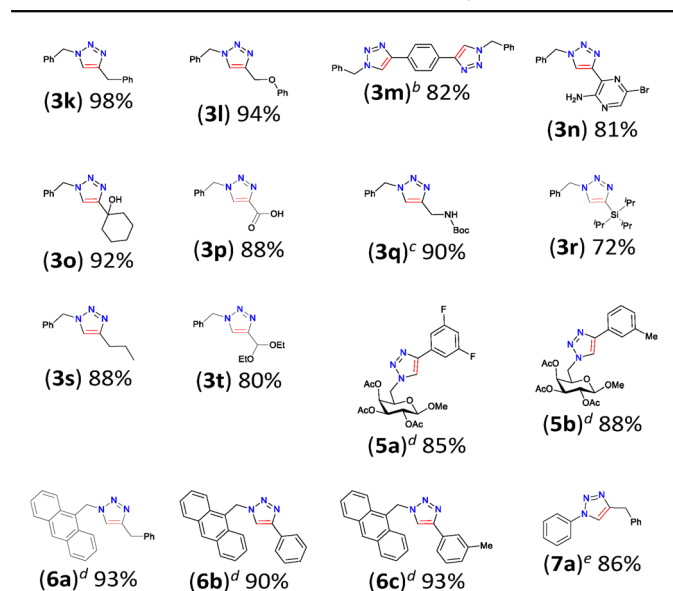 N N N
Ph
Ph
(3k) 98%
N N N
Ph
O
Ph
(3l) 94%
N N N
Ph
N N N
Ph
(3m)ᵇ 82%
N N N
Ph
H₂N
N
N
Br
(3n) 81%
N N N
Ph
OH
(3o) 92%
N N N
Ph
OH
O
(3p) 88%
N N N
Ph
NH
Boc
(3q)ᶜ 90%
N N N
Ph
ⁱPr
Si
ⁱPr
ⁱPr
(3r) 72%
N N N
Ph
(3s) 88%
N N N
Ph
OEt
EtO
(3t) 80%
F
F
N N N
AcO
O
AcO
OMe
OAc
(5a)ᵈ 85%
Me
N N N
AcO
O
AcO
OMe
OAc
(5b)ᵈ 88%
N N N
Ph
(6a)ᵈ 93%
N N N
(6b)ᵈ 90%
N N N
Me
(6c)ᵈ 93%
N N N
Ph
(7a)ᵉ 86%